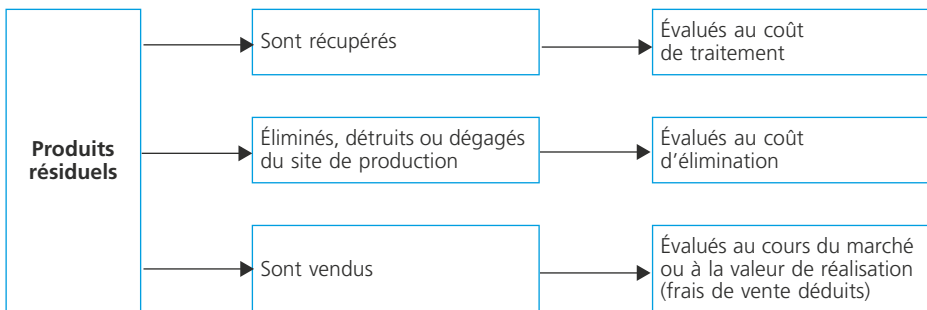 Sont récupérés
Évalués au coût
de traitement
Produits
résiduels
Éliminés, détruits ou dégagés
du site de production
Évalués au coût
d’élimination
Sont vendus
Évalués au cours du marché
ou à la valeur de réalisation
(frais de vente déduits)